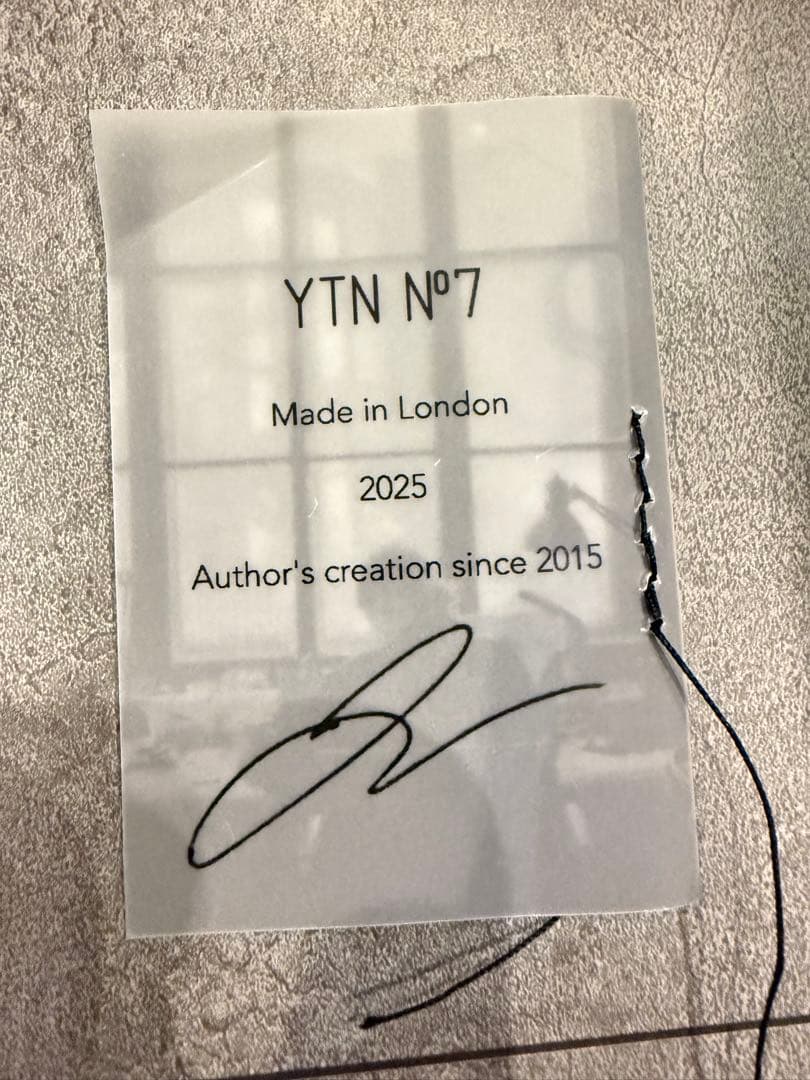 YTN Nº7
Made in London
2025
Author's creation since 2015